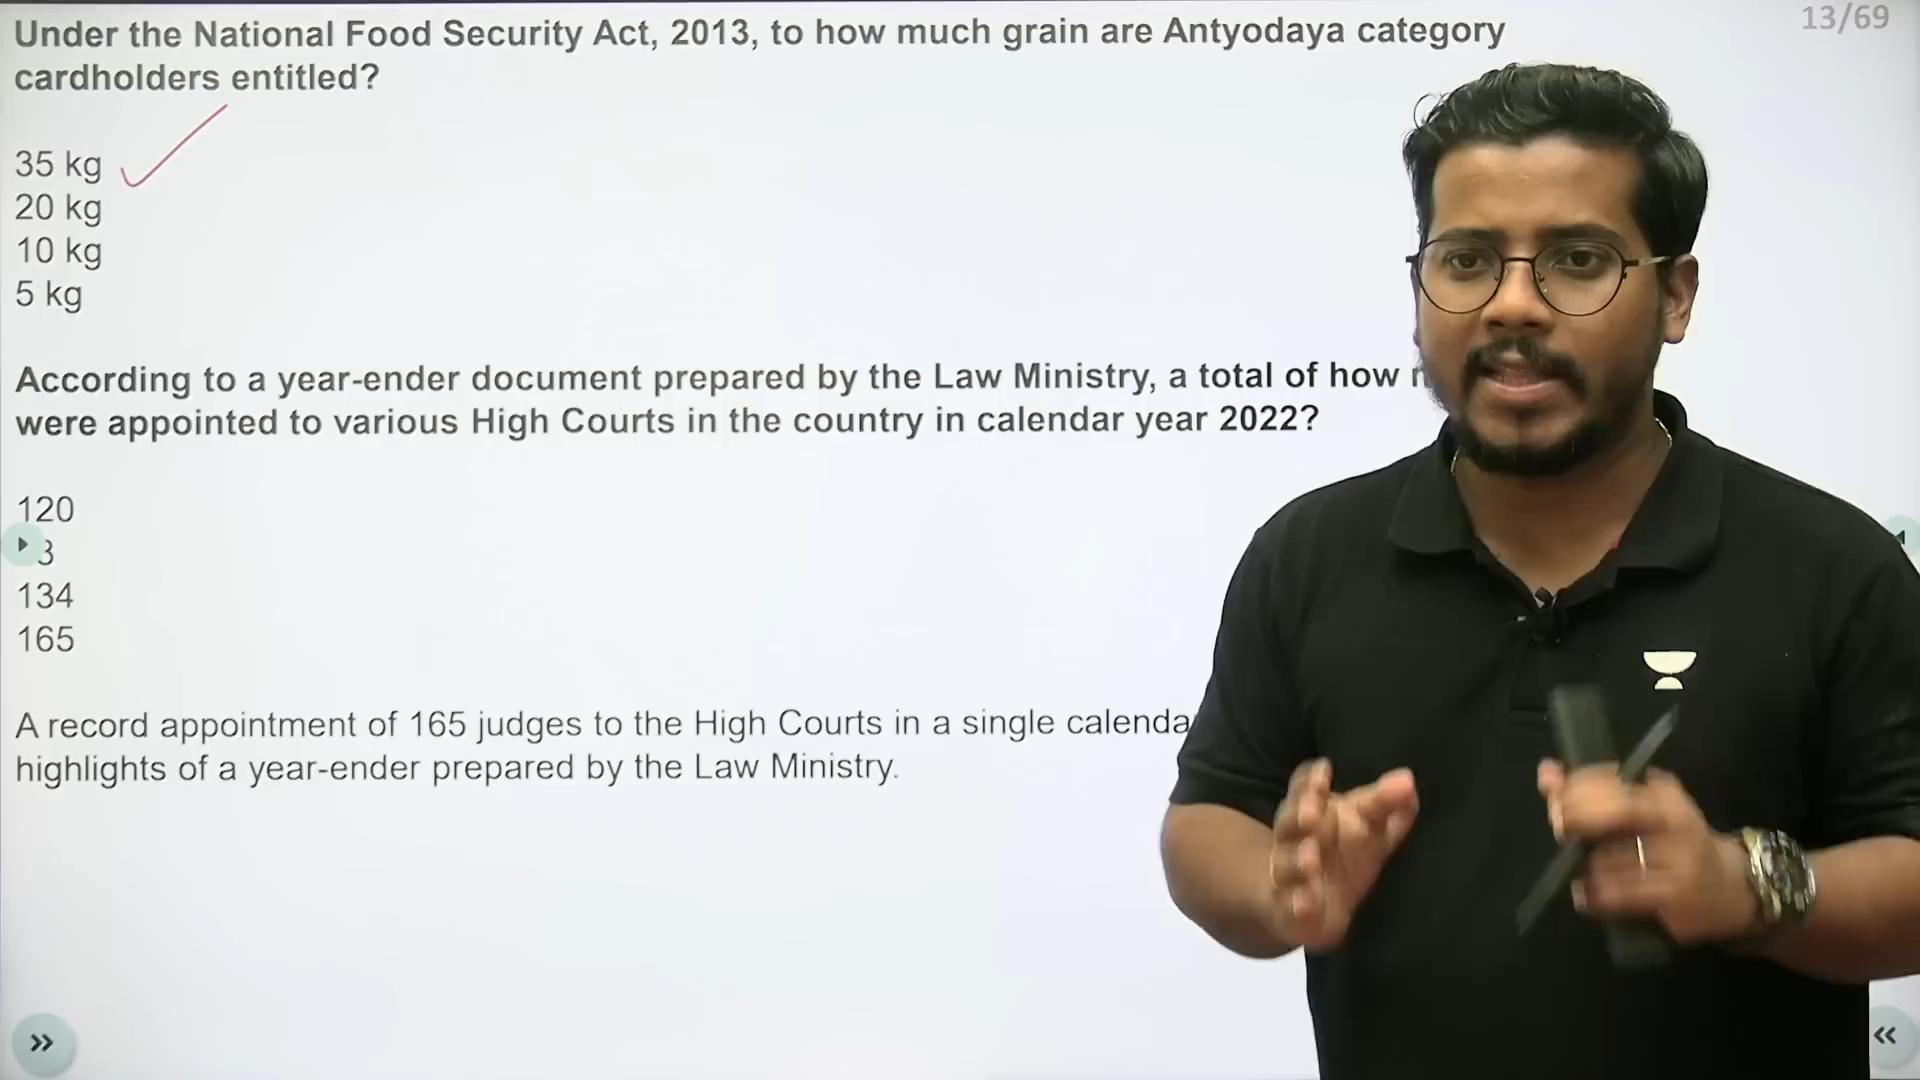 13/69
Under the National Food Security Act, 2013, to how much grain are Antyodaya category
cardholders entitled?
35 kg
20 kg
10 kg
5 kg
According to a year-ender document prepared by the Law Ministry, a total of how
were appointed to various High Courts in the country in calendar year 2022?
120
3
134
165
A record appointment of 165 judges to the High Courts in a single calenda
highlights of a year-ender prepared by the Law Ministry.